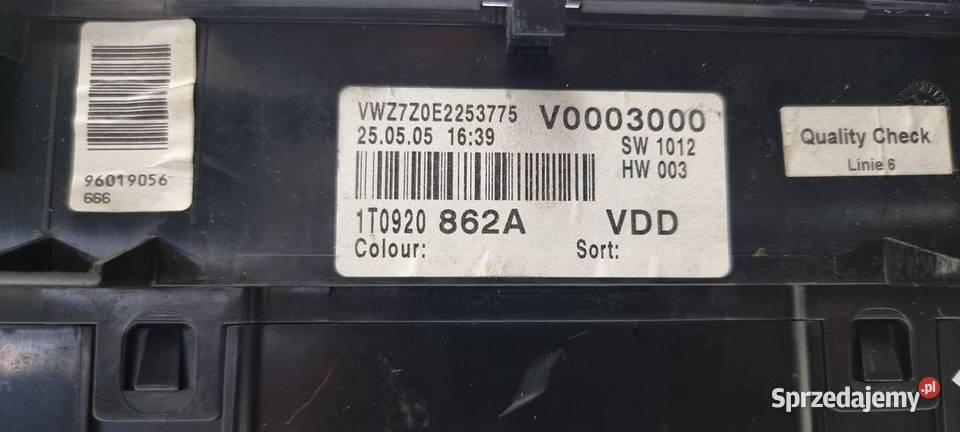 96019056
666
VWZ7Z0E2253775 V0003000
25.05.05 16:39 SW 1012
HW 003
1T0920 862A VDD
Colour: Sort:
Quality Check
Linie 6
Sprzedajemy.pl